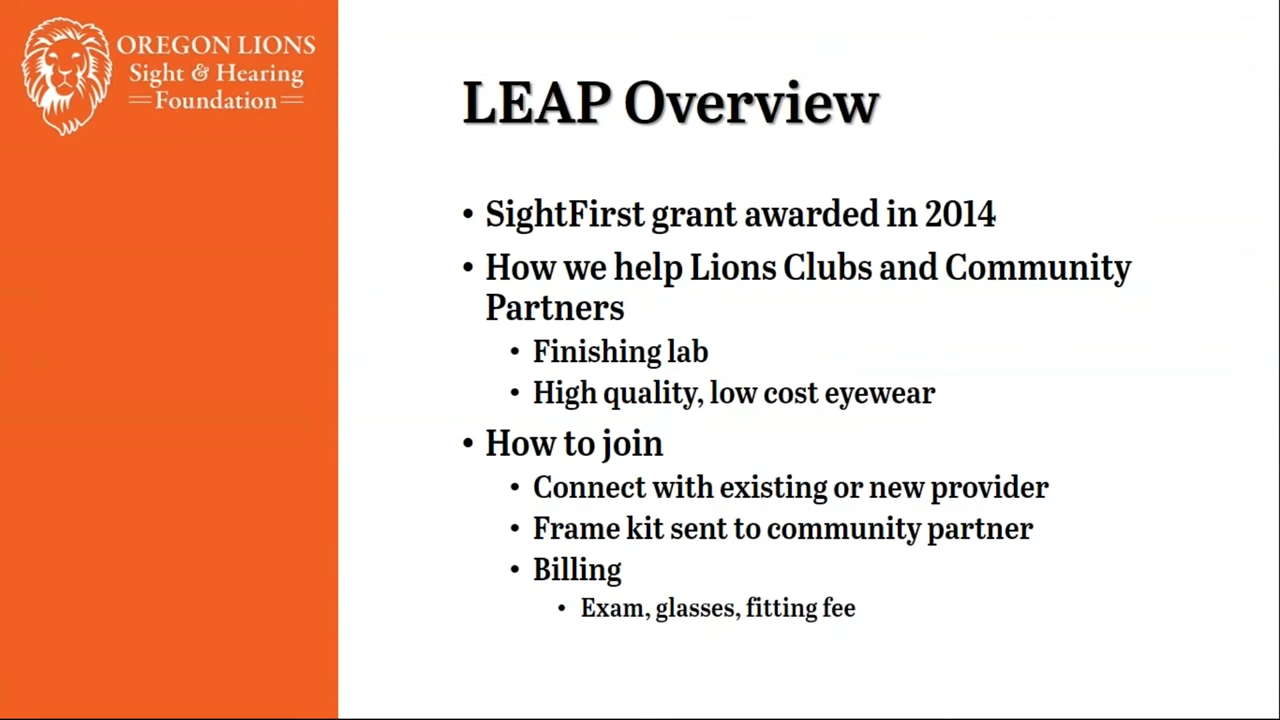 OREGON LIONS
Sight & Hearing
Foundation
LEAP Overview
• SightFirst grant awarded in 2014
• How we help Lions Clubs and Community
Partners
• Finishing lab
• High quality, low cost eyewear
• How to join
• Connect with existing or new provider
• Frame kit sent to community partner
• Billing
• Exam, glasses, fitting fee